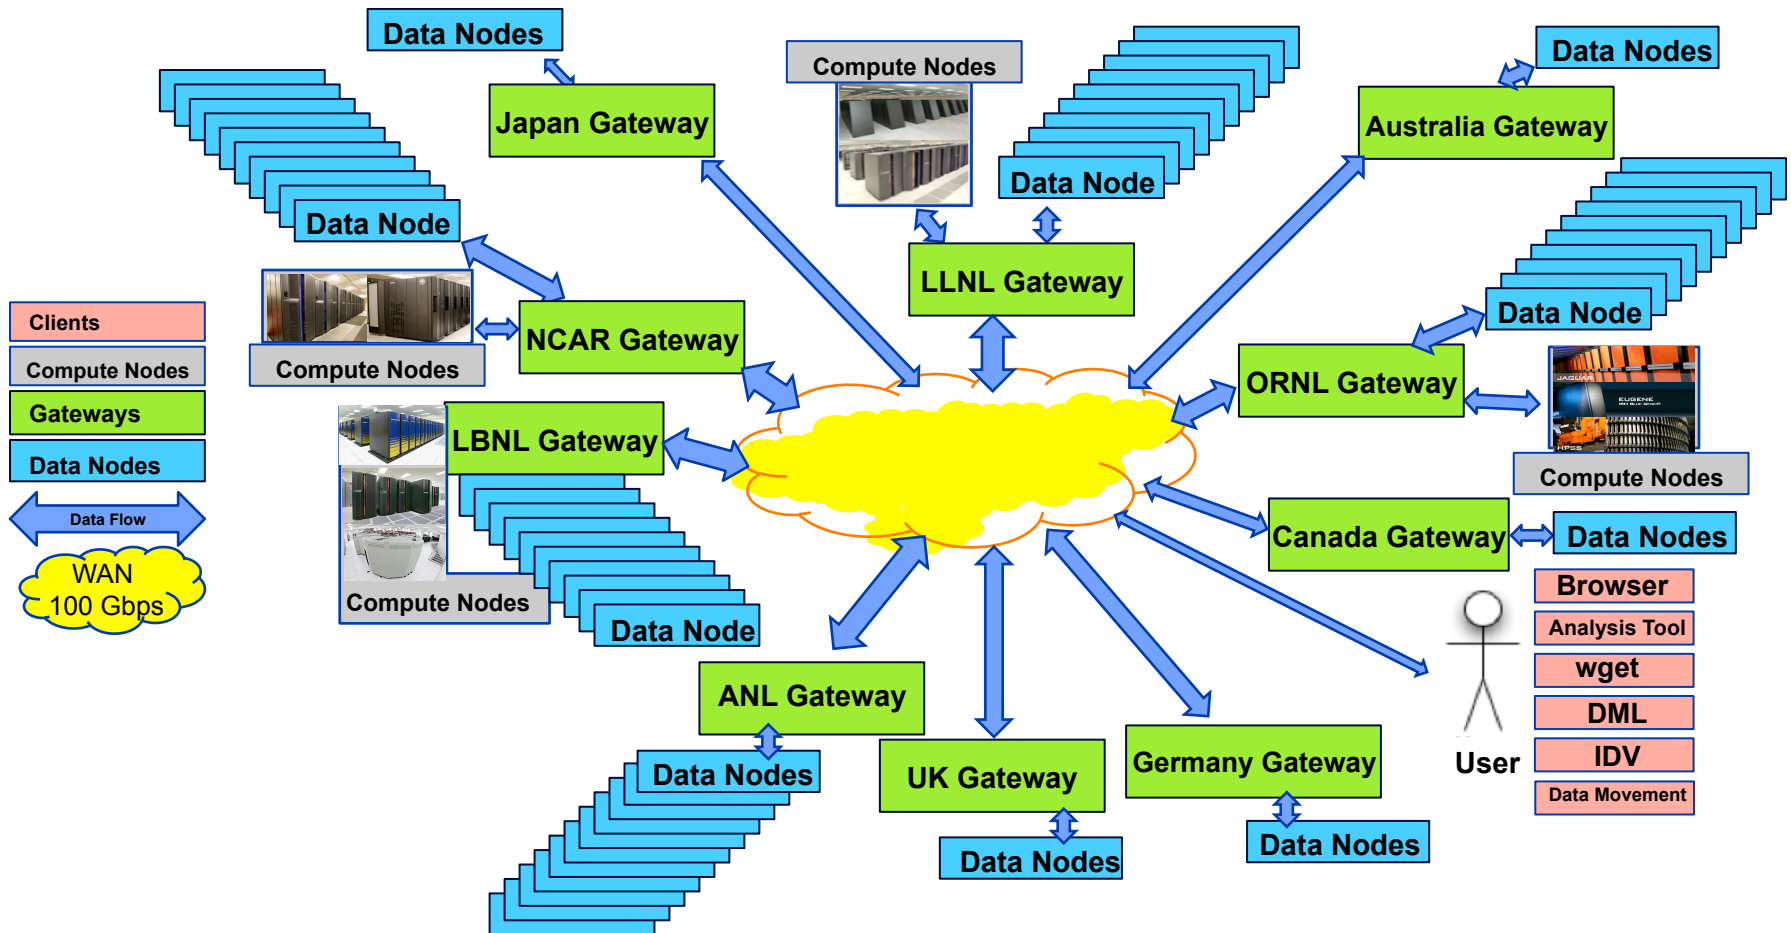 Data Nodes
Compute Nodes
Data Nodes
Japan Gateway
Australia Gateway
Data Node
Data Node
LLNL Gateway
Data Node
Clients
Compute Nodes
Gateways
Data Nodes
Data Flow
WAN
100 Gbps
NCAR Gateway
Compute Nodes
ORNL Gateway
JAGUAR
EUGENE
HPSS
Compute Nodes
LBNL Gateway
Compute Nodes
Data Node
Canada Gateway
Data Nodes
Browser
Analysis Tool
wget
DML
IDV
Data Movement
User
ANL Gateway
Data Nodes
UK Gateway
Data Nodes
Germany Gateway
Data Nodes